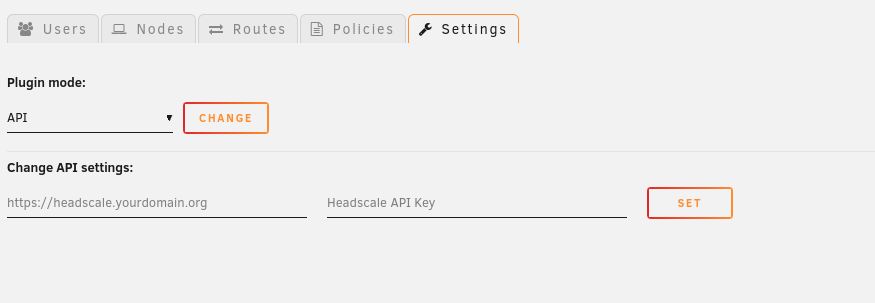 Users Nodes Routes Policies Settings
Plugin mode:
API CHANGE
Change API settings:
https://headscale.yourdomain.org Headscale API Key SET